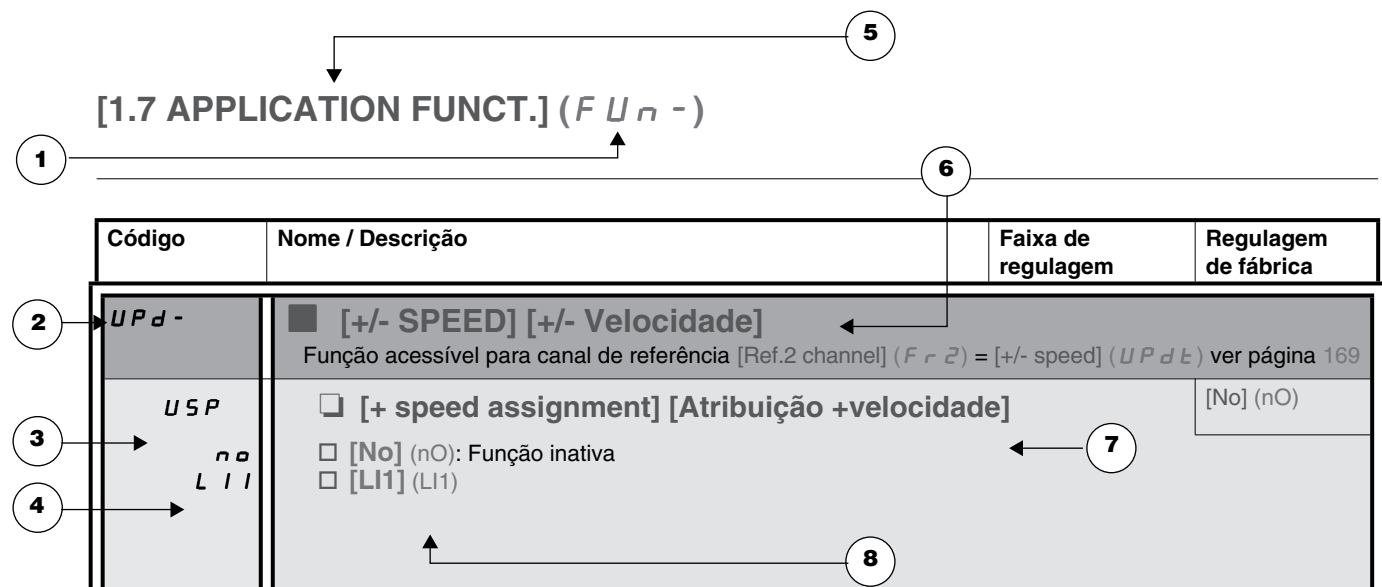 5
[1.7 APPLICATION FUNCT.] (FUn-)
1
6
Código Nome / Descrição Faixa de regulagem Regulagem de fábrica
2
UPd- [+/- SPEED] [+/- Velocidade]
Função acessível para canal de referência [Ref.2 channel] (Fr2) = [+/- speed] (UPdt) ver página 169
USP [+ speed assignment] [Atribuição +velocidade] [No] (nO)
3
7
no [No] (nO): Função inativa
LI1 [LI1] (LI1)
4
8